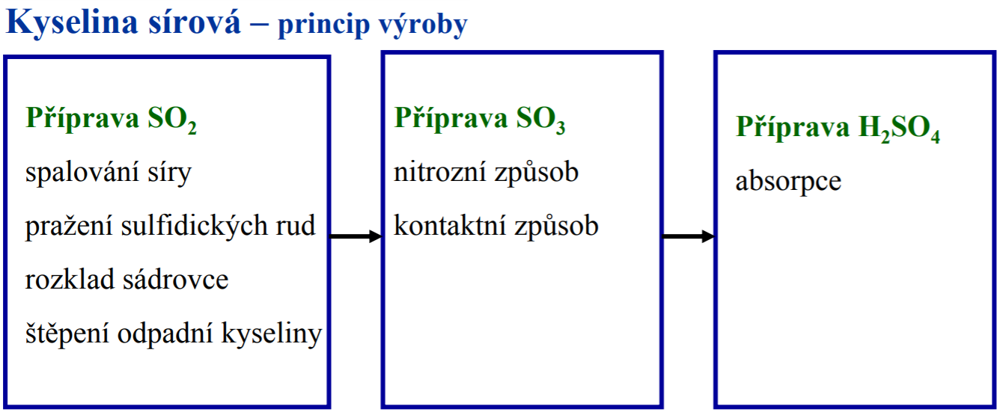 Kyselina sírová – princip výroby
Příprava SO₂
spalování síry
pražení sulfidických rud
rozklad sádrovce
štěpení odpadní kyseliny
Příprava SO₃
nitrozní způsob
kontaktní způsob
Příprava H₂SO₄
absorpce